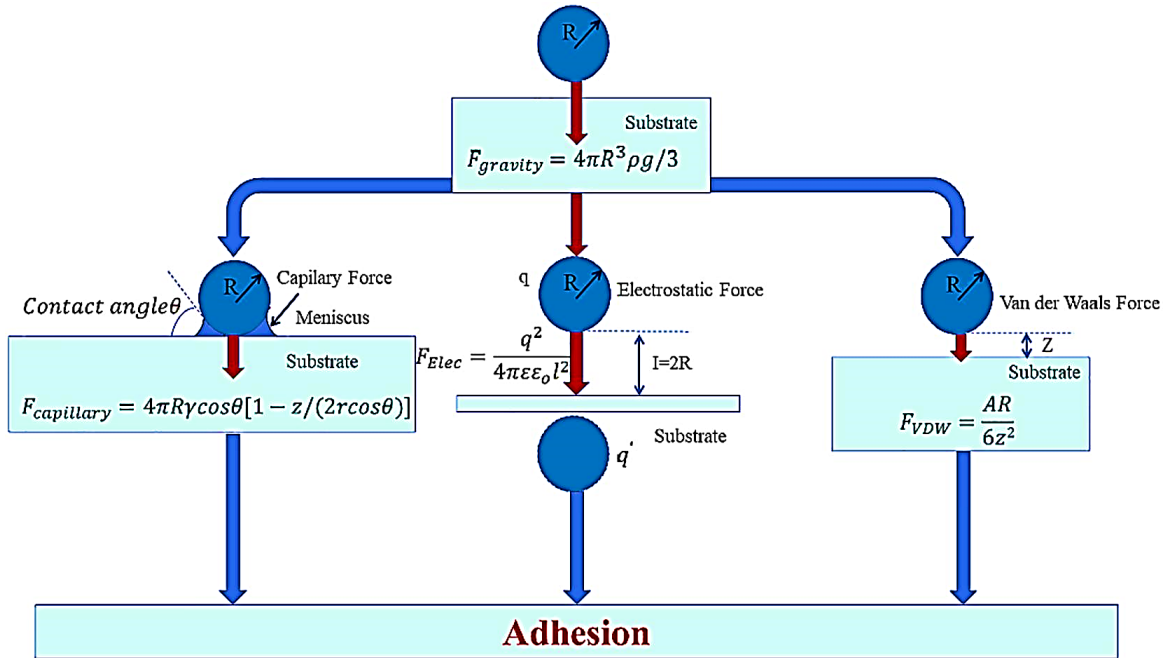 R
Substrate
F_gravity = 4πR³ρg/3
R
Capilary Force
Contact angleθ
Meniscus
Substrate
F_capillary = 4πRγcosθ[1 − z/(2rcosθ)]
q
R
Electrostatic Force
F_Elec = q²/4πεε₀l²
I=2R
Substrate
q'
R
Van der Waals Force
Z
Substrate
F_VDW = AR/6z²
Adhesion